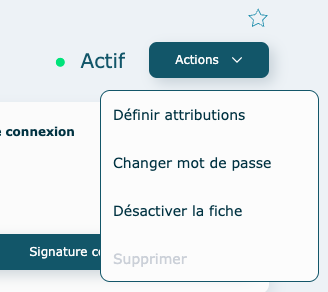 Actif
Actions
Définir attributions
connexion
Changer mot de passe
Désactiver la fiche
Signature
Supprimer